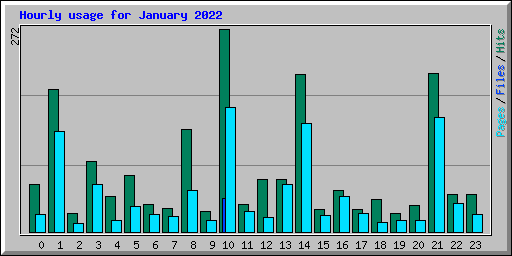 Hourly usage for January 2022
272
Pages/Files/Hits
0 1 2 3 4 5 6 7 8 9 10 11 12 13 14 15 16 17 18 19 20 21 22 23